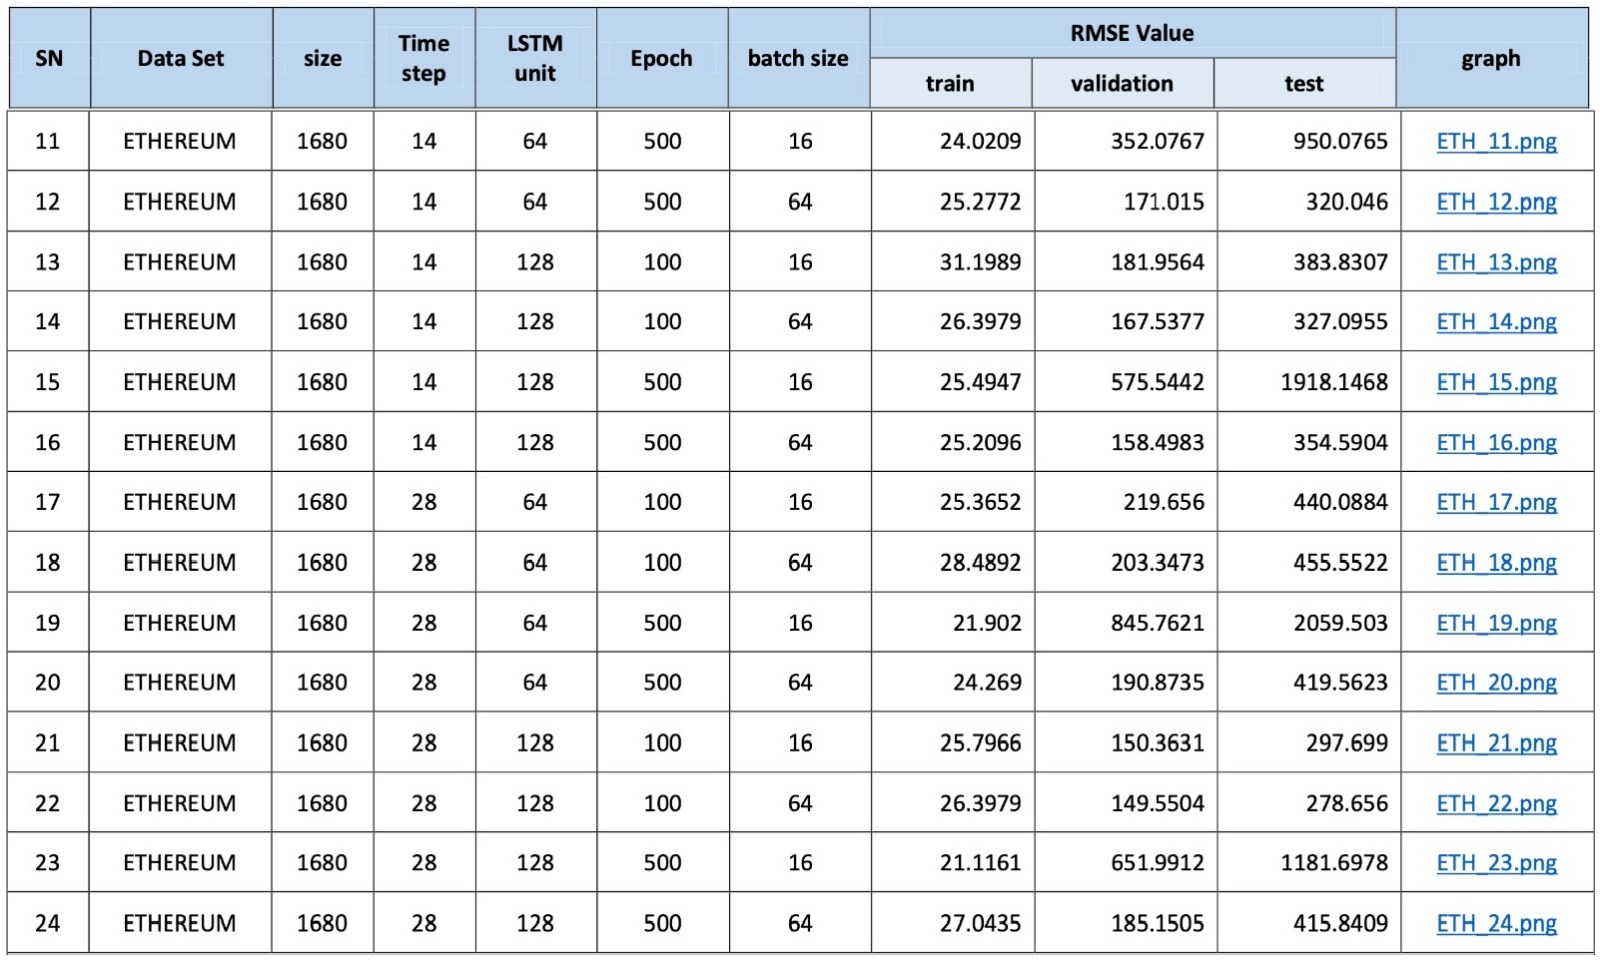 SN Data Set size Time step LSTM unit Epoch batch size RMSE Value graph
train validation test
11 ETHEREUM 1680 14 64 500 16 24.0209 352.0767 950.0765 ETH_11.png
12 ETHEREUM 1680 14 64 500 64 25.2772 171.015 320.046 ETH_12.png
13 ETHEREUM 1680 14 128 100 16 31.1989 181.9564 383.8307 ETH_13.png
14 ETHEREUM 1680 14 128 100 64 26.3979 167.5377 327.0955 ETH_14.png
15 ETHEREUM 1680 14 128 500 16 25.4947 575.5442 1918.1468 ETH_15.png
16 ETHEREUM 1680 14 128 500 64 25.2096 158.4983 354.5904 ETH_16.png
17 ETHEREUM 1680 28 64 100 16 25.3652 219.656 440.0884 ETH_17.png
18 ETHEREUM 1680 28 64 100 64 28.4892 203.3473 455.5522 ETH_18.png
19 ETHEREUM 1680 28 64 500 16 21.902 845.7621 2059.503 ETH_19.png
20 ETHEREUM 1680 28 64 500 64 24.269 190.8735 419.5623 ETH_20.png
21 ETHEREUM 1680 28 128 100 16 25.7966 150.3631 297.699 ETH_21.png
22 ETHEREUM 1680 28 128 100 64 26.3979 149.5504 278.656 ETH_22.png
23 ETHEREUM 1680 28 128 500 16 21.1161 651.9912 1181.6978 ETH_23.png
24 ETHEREUM 1680 28 128 500 64 27.0435 185.1505 415.8409 ETH_24.png